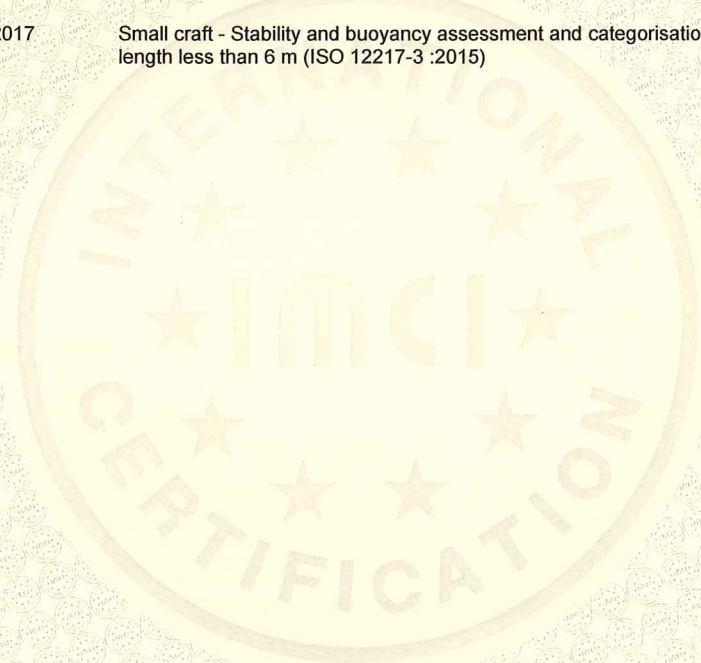 2017 Small craft - Stability and buoyancy assessment and categorisatio
length less than 6 m (ISO 12217-3 :2015)
INTERNATIONAL
IMCI
CERTIFICATION